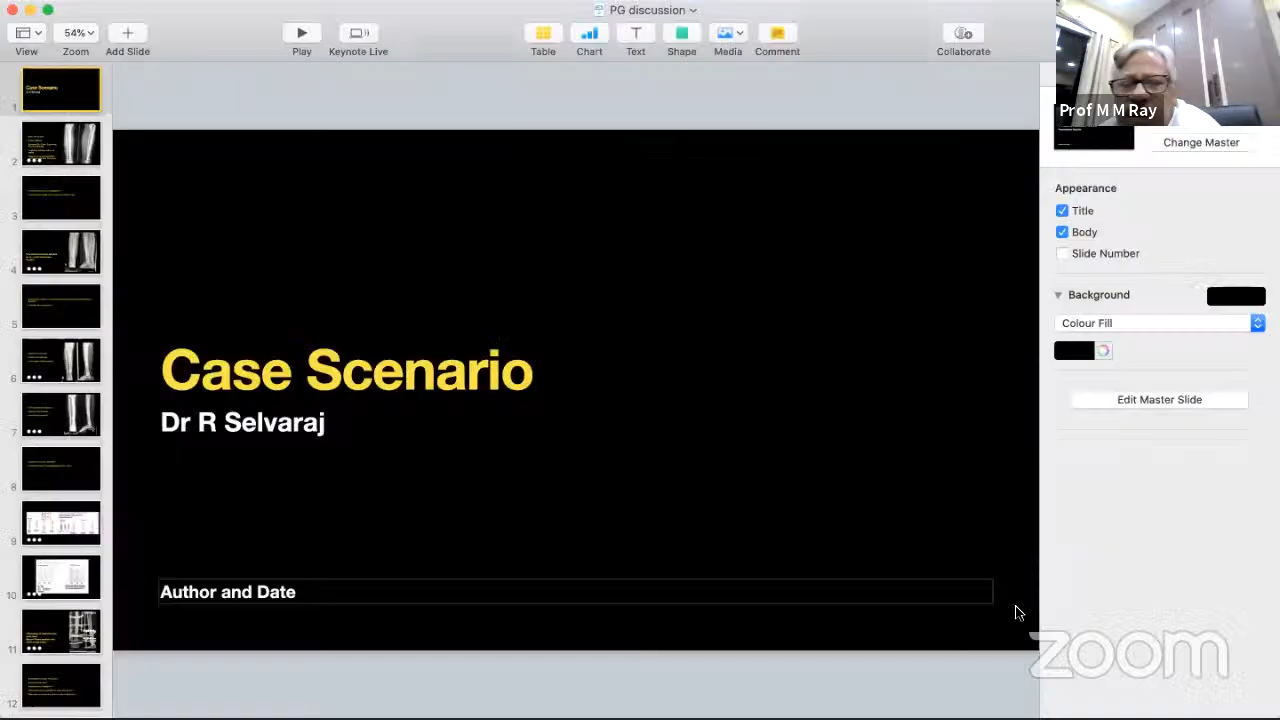 PG discussion
54%
View
Zoom
Add Slide
Play
Keynote Live
Table
Chart
Text
Shape
Media
Comment
Collaborate
Prof M M Ray
Change Master
Appearance
Title
Body
Slide Number
Background
Colour Fill
Edit Master Slide
Case Scenario
Dr R Selvaraj
Author and Date
Case Scenario
1
2
3
4
5
6
7
8
9
10
11
12
zoom